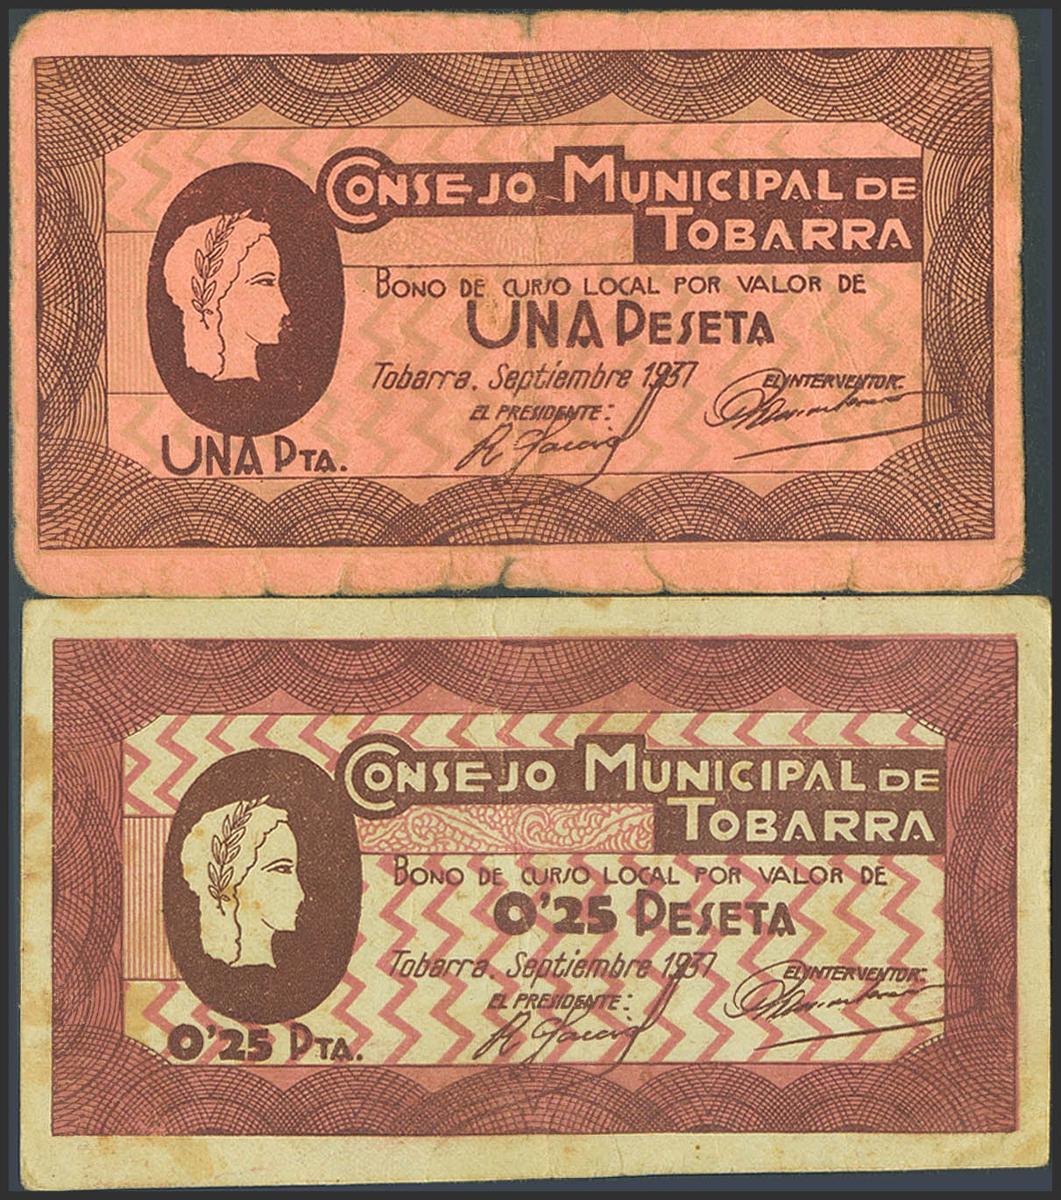 CONSEJO MUNICIPAL DE
TOBARRA
BONO DE CURSO LOCAL POR VALOR DE
UNA PESETA
Tobarra, Septiembre 1937
EL INTERVENTOR:
EL PRESIDENTE:
UNA PTA.
CONSEJO MUNICIPAL DE
TOBARRA
BONO DE CURSO LOCAL POR VALOR DE
0'25 PESETA
Tobarra, Septiembre 1937
EL INTERVENTOR:
EL PRESIDENTE:
0'25 PTA.